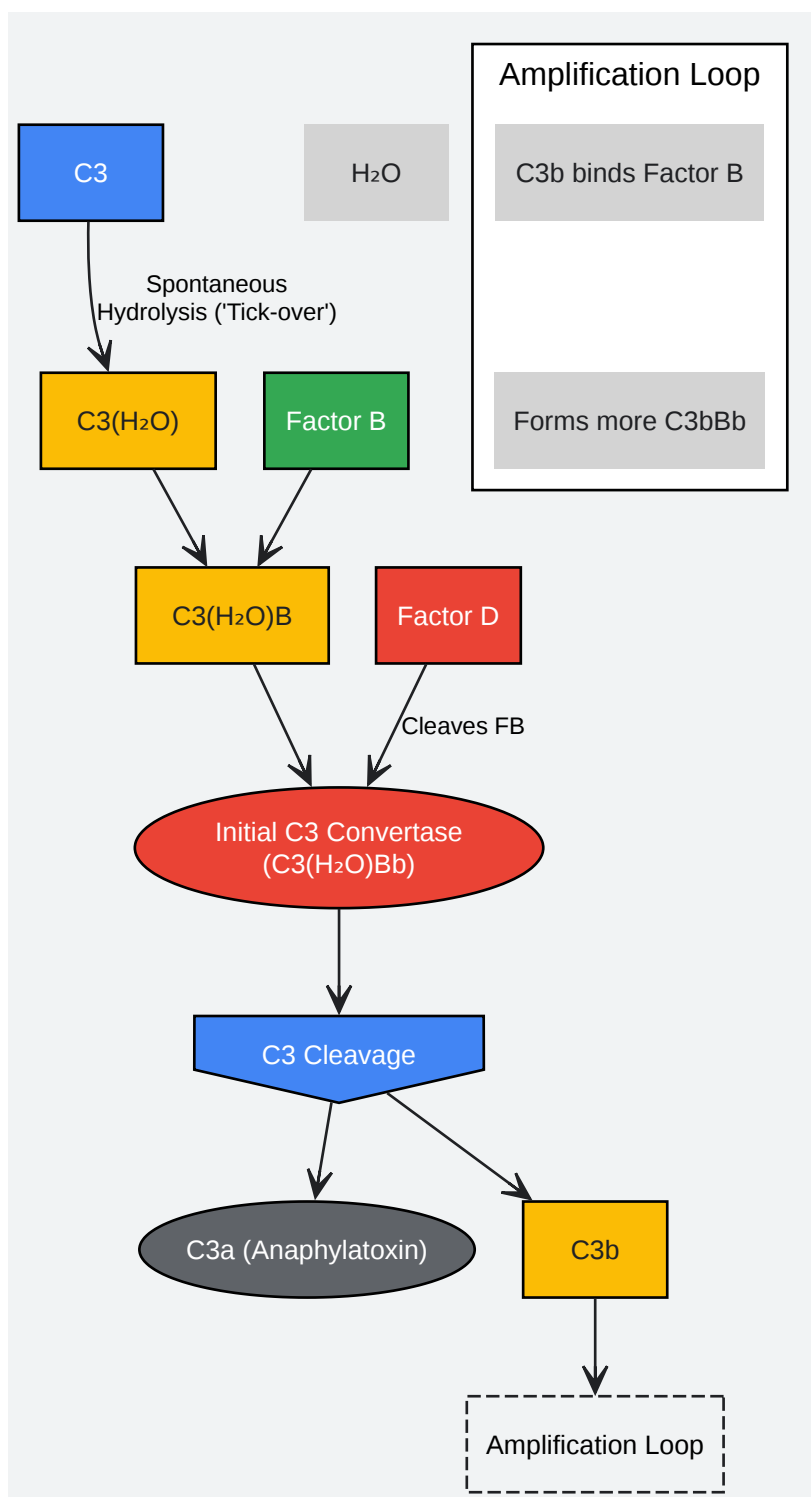 Amplification Loop
C3
H₂O
C3b binds Factor B
Spontaneous
Hydrolysis ('Tick-over')
C3(H₂O)
Factor B
Forms more C3bBb
C3(H₂O)B
Factor D
Cleaves FB
Initial C3 Convertase
(C3(H₂O)Bb)
C3 Cleavage
C3a (Anaphylatoxin)
C3b
Amplification Loop